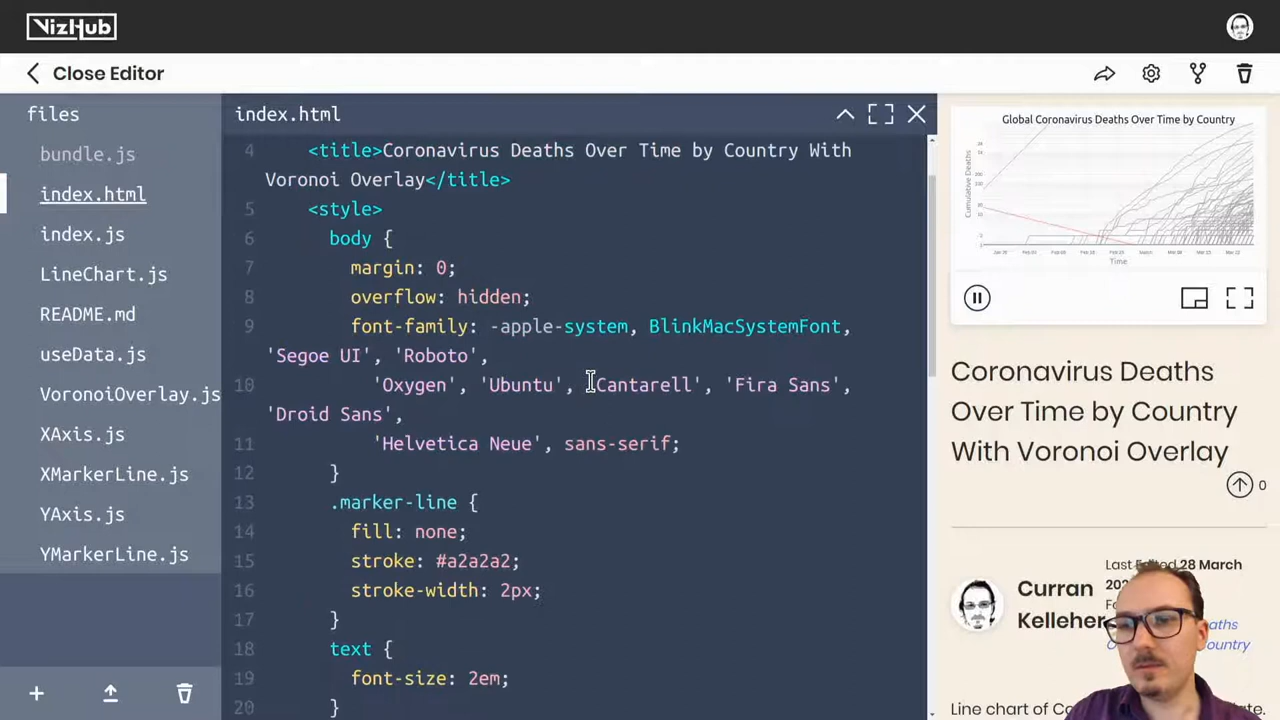 VizHub
Close Editor
files
bundle.js
index.html
index.js
LineChart.js
README.md
useData.js
VoronoiOverlay.js
XAxis.js
XMarkerLine.js
YAxis.js
YMarkerLine.js
index.html
4 <title>Coronavirus Deaths Over Time by Country With
Voronoi Overlay</title>
5 <style>
6 body {
7 margin: 0;
8 overflow: hidden;
9 font-family: -apple-system, BlinkMacSystemFont,
'Segoe UI', 'Roboto',
10 'Oxygen', 'Ubuntu', 'Cantarell', 'Fira Sans',
'Droid Sans',
11 'Helvetica Neue', sans-serif;
12 }
13 .marker-line {
14 fill: none;
15 stroke: #a2a2a2;
16 stroke-width: 2px;
17 }
18 text {
19 font-size: 2em;
20 }
Global Coronavirus Deaths Over Time by Country
Cumulative Deaths
Time
Coronavirus Deaths
Over Time by Country
With Voronoi Overlay
0
Curran
Kelleher
Last Edited 28 March
Line chart of